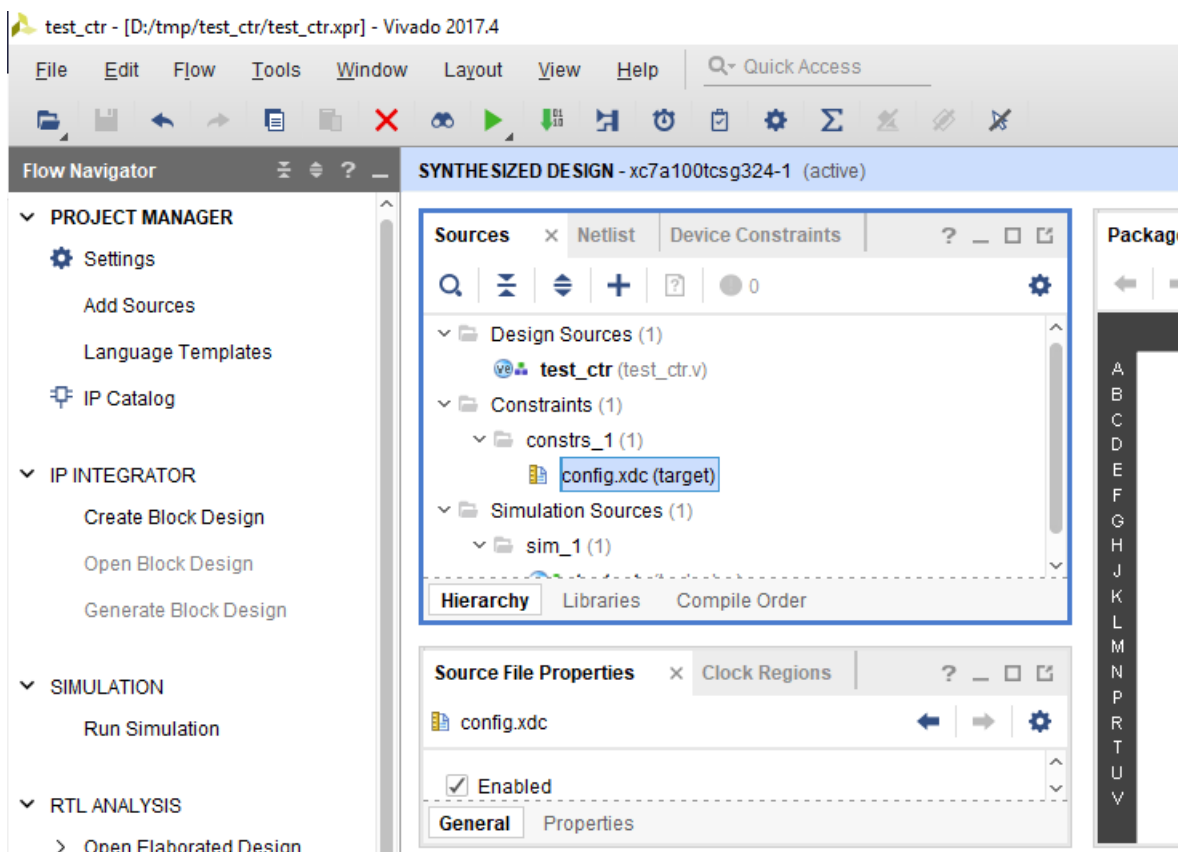 test_ctr - [D:/tmp/test_ctr/test_ctr.xpr] - Vivado 2017.4
File Edit Flow Tools Window Layout View Help Quick Access
Flow Navigator
PROJECT MANAGER
Settings
Add Sources
Language Templates
IP Catalog
IP INTEGRATOR
Create Block Design
Open Block Design
Generate Block Design
SIMULATION
Run Simulation
RTL ANALYSIS
Open Elaborated Design
SYNTHESIZED DESIGN - xc7a100tcsg324-1 (active)
Sources Netlist Device Constraints
0
Design Sources (1)
test_ctr (test_ctr.v)
Constraints (1)
constrs_1 (1)
config.xdc (target)
Simulation Sources (1)
sim_1 (1)
Hierarchy Libraries Compile Order
Source File Properties Clock Regions
config.xdc
Enabled
General Properties
Packag
A
B
C
D
E
F
G
H
J
K
L
M
N
P
R
T
U
V